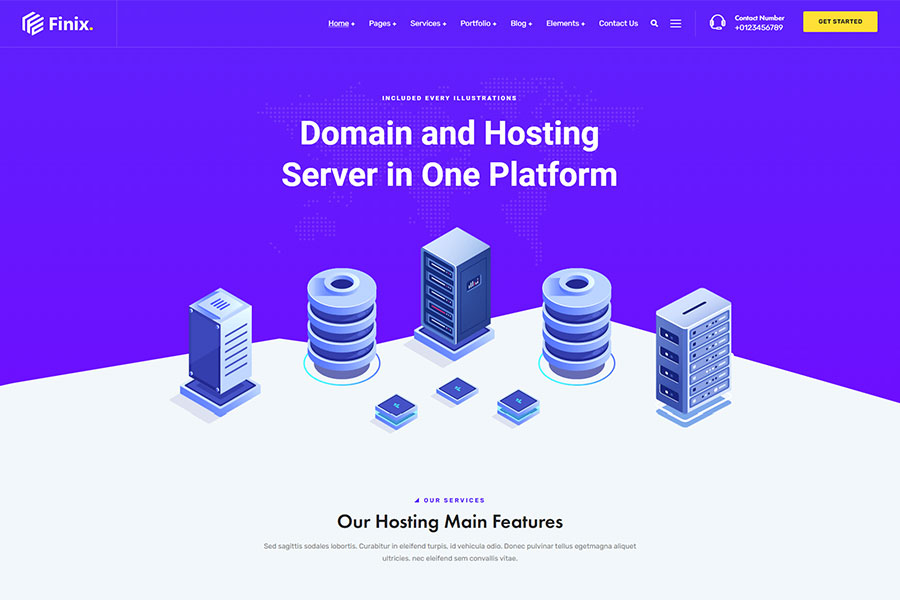 Finix.
Home + Pages + Services + Portfolio + Blog + Elements + Contact Us
Contact Number
+0123456789
GET STARTED
INCLUDED EVERY ILLUSTRATIONS
Domain and Hosting
Server in One Platform
OUR SERVICES
Our Hosting Main Features
Sed sagittis sodales lobortis. Curabitur in eleifend turpis, id vehicula odio. Donec pulvinar tellus egetmagna aliquet
ultricies, nec eleifend sem convallis vitae.